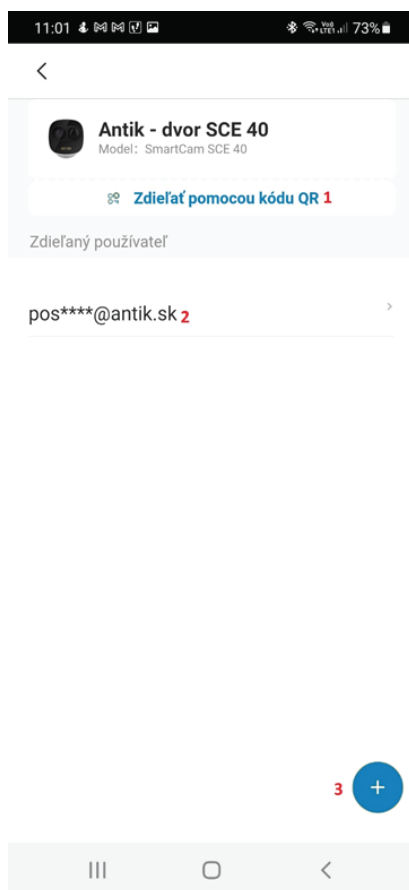 11:01 73%
Antik - dvor SCE 40
Model: SmartCam SCE 40
Zdieľať pomocou kódu QR 1
Zdieľaný používateľ
pos****@antik.sk 2
3 +